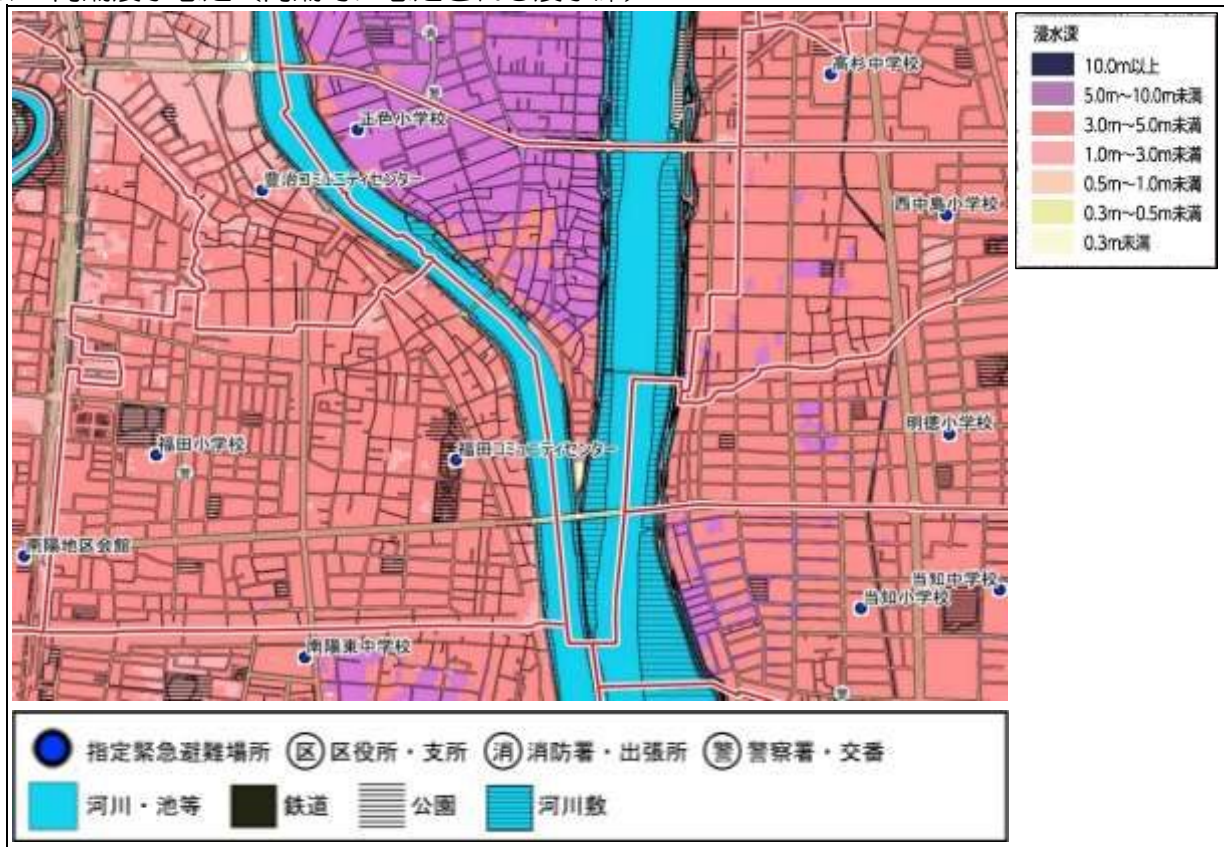 浸水深
10.0m以上
5.0m～10.0m未満
3.0m～5.0m未満
1.0m～3.0m未満
0.5m～1.0m未満
0.3m～0.5m未満
0.3m未満
消
高杉中学校
警
正色小学校
豊治コミュニティセンター
西中島小学校
明徳小学校
福田小学校
福田コミュニティセンター
警
南陽地区会館
当知中学校
当知小学校
南陽東中学校
警
指定緊急避難場所 区 区役所・支所 消 消防署・出張所 警 警察署・交番
河川・池等 鉄道 公園 河川敷